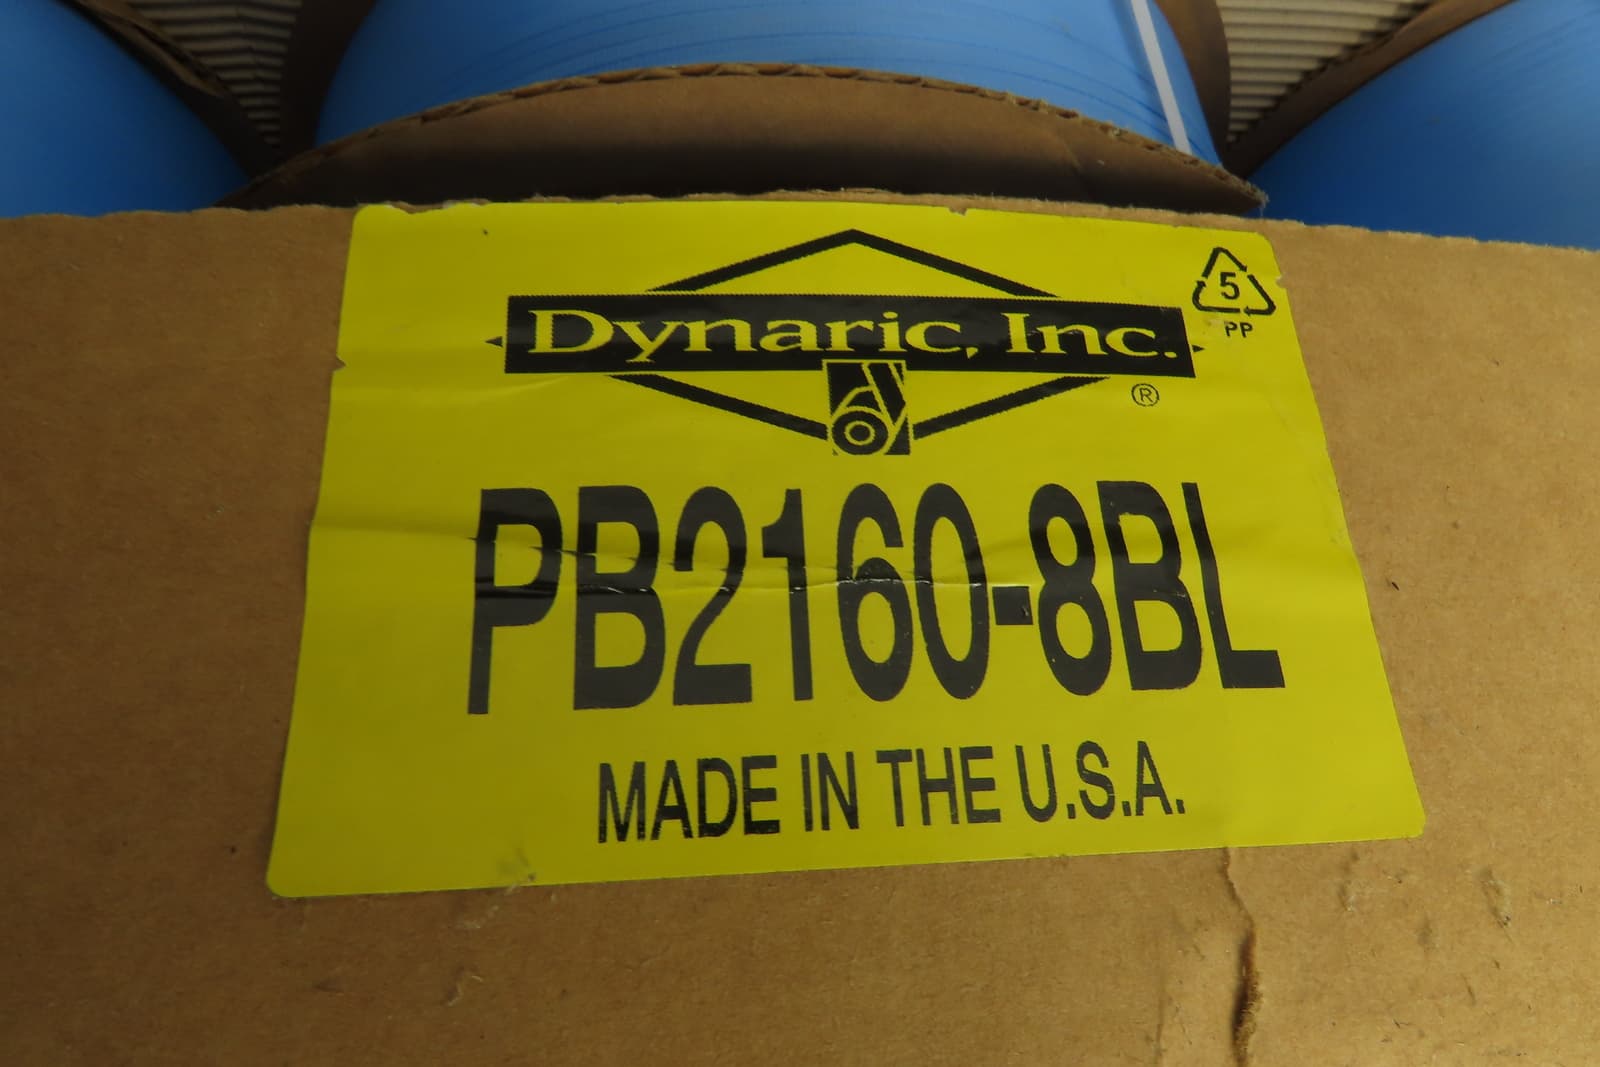 Dynaric, Inc.
®
5
PP
PB2160-8BL
MADE IN THE U.S.A.